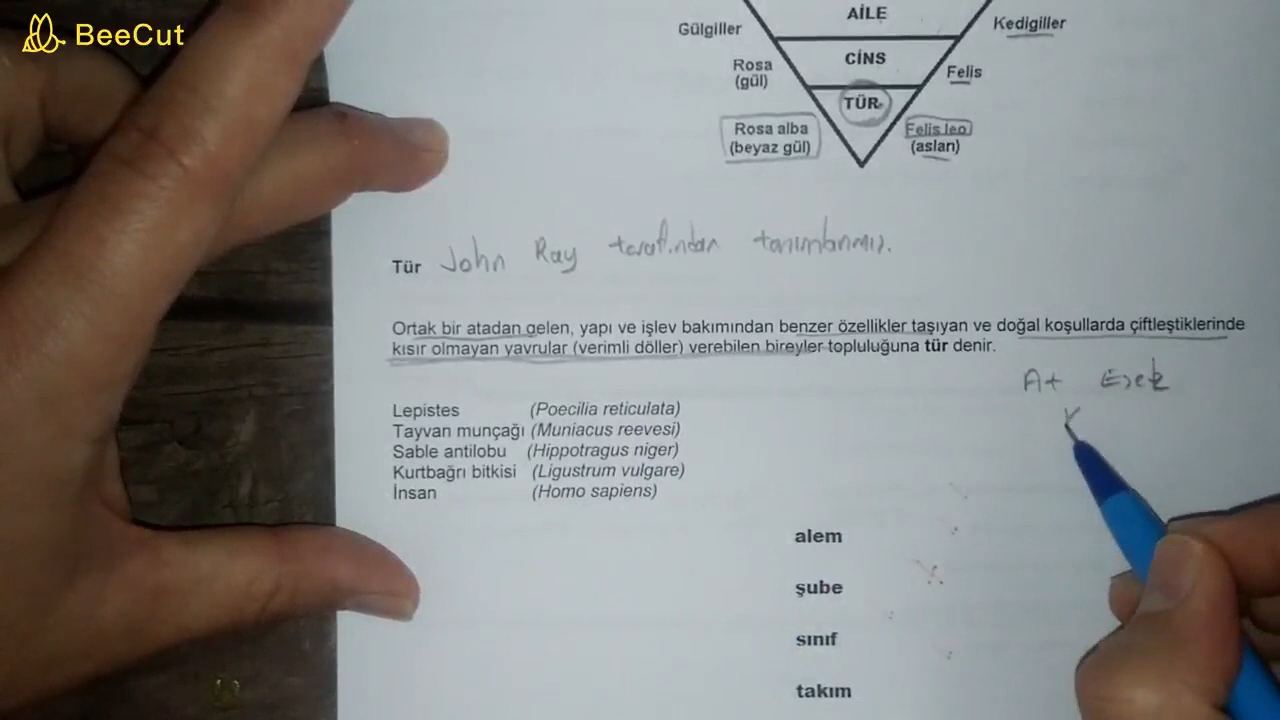 BeeCut
AİLE
Gülgiller
Kedigiller
CİNS
Rosa
(gül)
Felis
TÜR
Rosa alba
(beyaz gül)
Felis leo
(aslan)
Tür John Ray tarafından tanımlanmış.
Ortak bir atadan gelen, yapı ve işlev bakımından benzer özellikler taşıyan ve doğal koşullarda çiftleştiklerinde
kısır olmayan yavrular (verimli döller) verebilen bireyler topluluğuna tür denir.
At Eşek
Lepistes (Poecilia reticulata)
Tayvan munçağı (Muniacus reevesi)
Sable antilobu (Hippotragus niger)
Kurtbağrı bitkisi (Ligustrum vulgare)
İnsan (Homo sapiens)
alem
şube
sınıf
takım